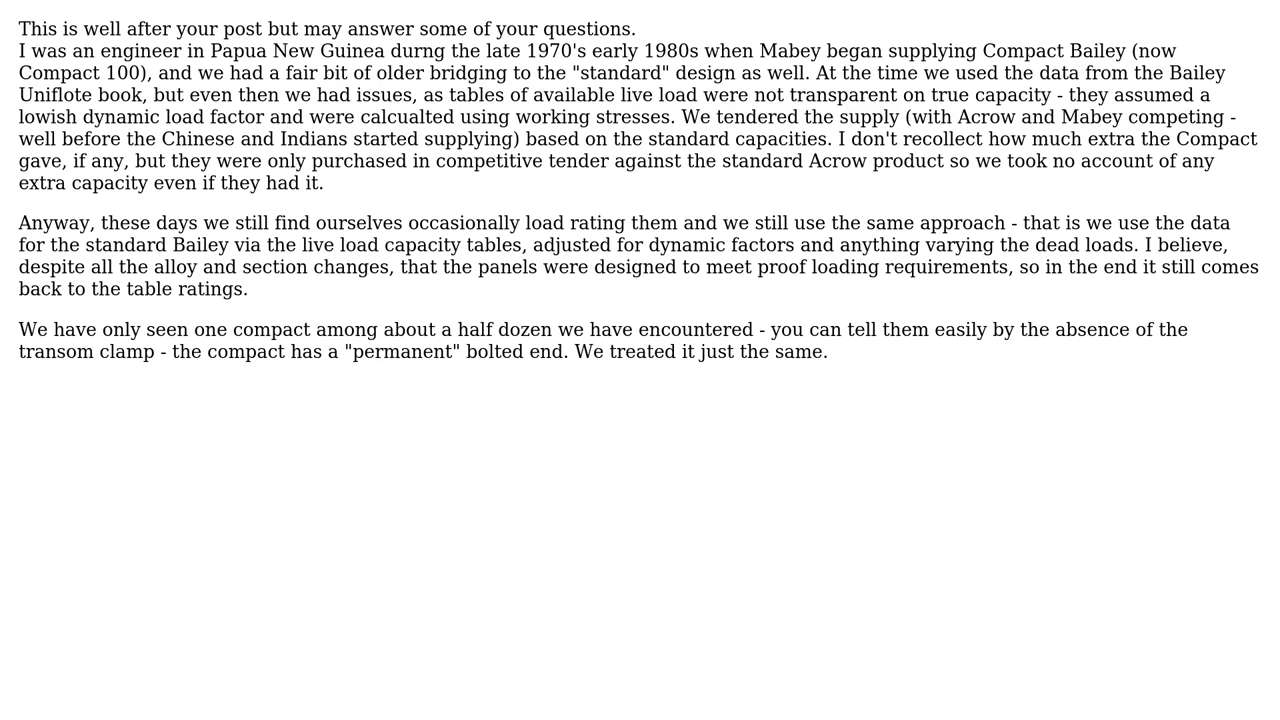 This is well after your post but may answer some of your questions.
I was an engineer in Papua New Guinea durng the late 1970's early 1980s when Mabey began supplying Compact Bailey (now
Compact 100), and we had a fair bit of older bridging to the "standard" design as well. At the time we used the data from the Bailey
Uniflote book, but even then we had issues, as tables of available live load were not transparent on true capacity - they assumed a
lowish dynamic load factor and were calcualted using working stresses. We tendered the supply (with Acrow and Mabey competing -
well before the Chinese and Indians started supplying) based on the standard capacities. I don't recollect how much extra the Compact
gave, if any, but they were only purchased in competitive tender against the standard Acrow product so we took no account of any
extra capacity even if they had it.
Anyway, these days we still find ourselves occasionally load rating them and we still use the same approach - that is we use the data
for the standard Bailey via the live load capacity tables, adjusted for dynamic factors and anything varying the dead loads. I believe,
despite all the alloy and section changes, that the panels were designed to meet proof loading requirements, so in the end it still comes
back to the table ratings.
We have only seen one compact among about a half dozen we have encountered - you can tell them easily by the absence of the
transom clamp - the compact has a "permanent" bolted end. We treated it just the same.